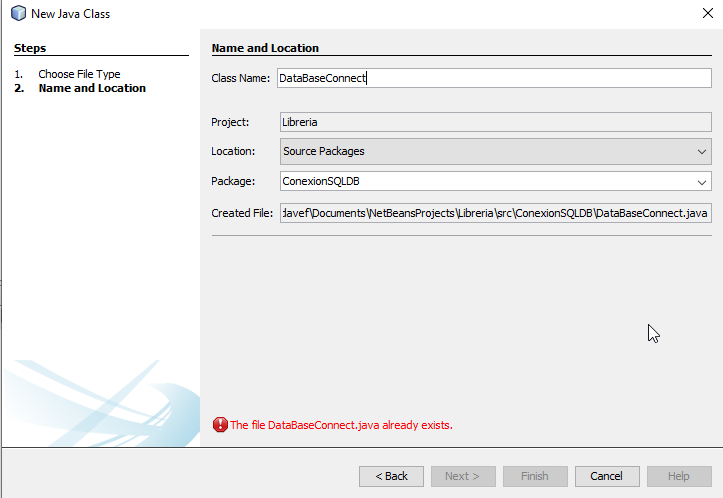 New Java Class
Steps
1. Choose File Type
2. Name and Location
Name and Location
Class Name: DataBaseConnect
Project: Libreria
Location: Source Packages
Package: ConexionSQLDB
Created File: davef\Documents\NetBeansProjects\Libreria\src\ConexionSQLDB\DataBaseConnect.java
The file DataBaseConnect.java already exists.
< Back Next > Finish Cancel Help